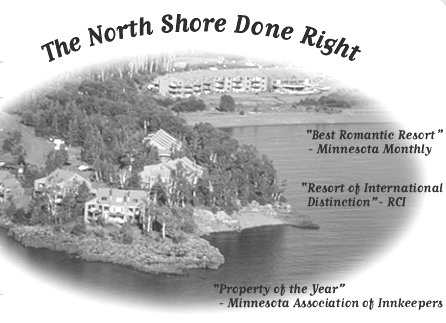 The North Shore Done Right
"Best Romantic Resort"
- Minnesota Monthly
"Resort of International
Distinction" - RCI
"Property of the Year"
- Minnesota Association of Innkeepers